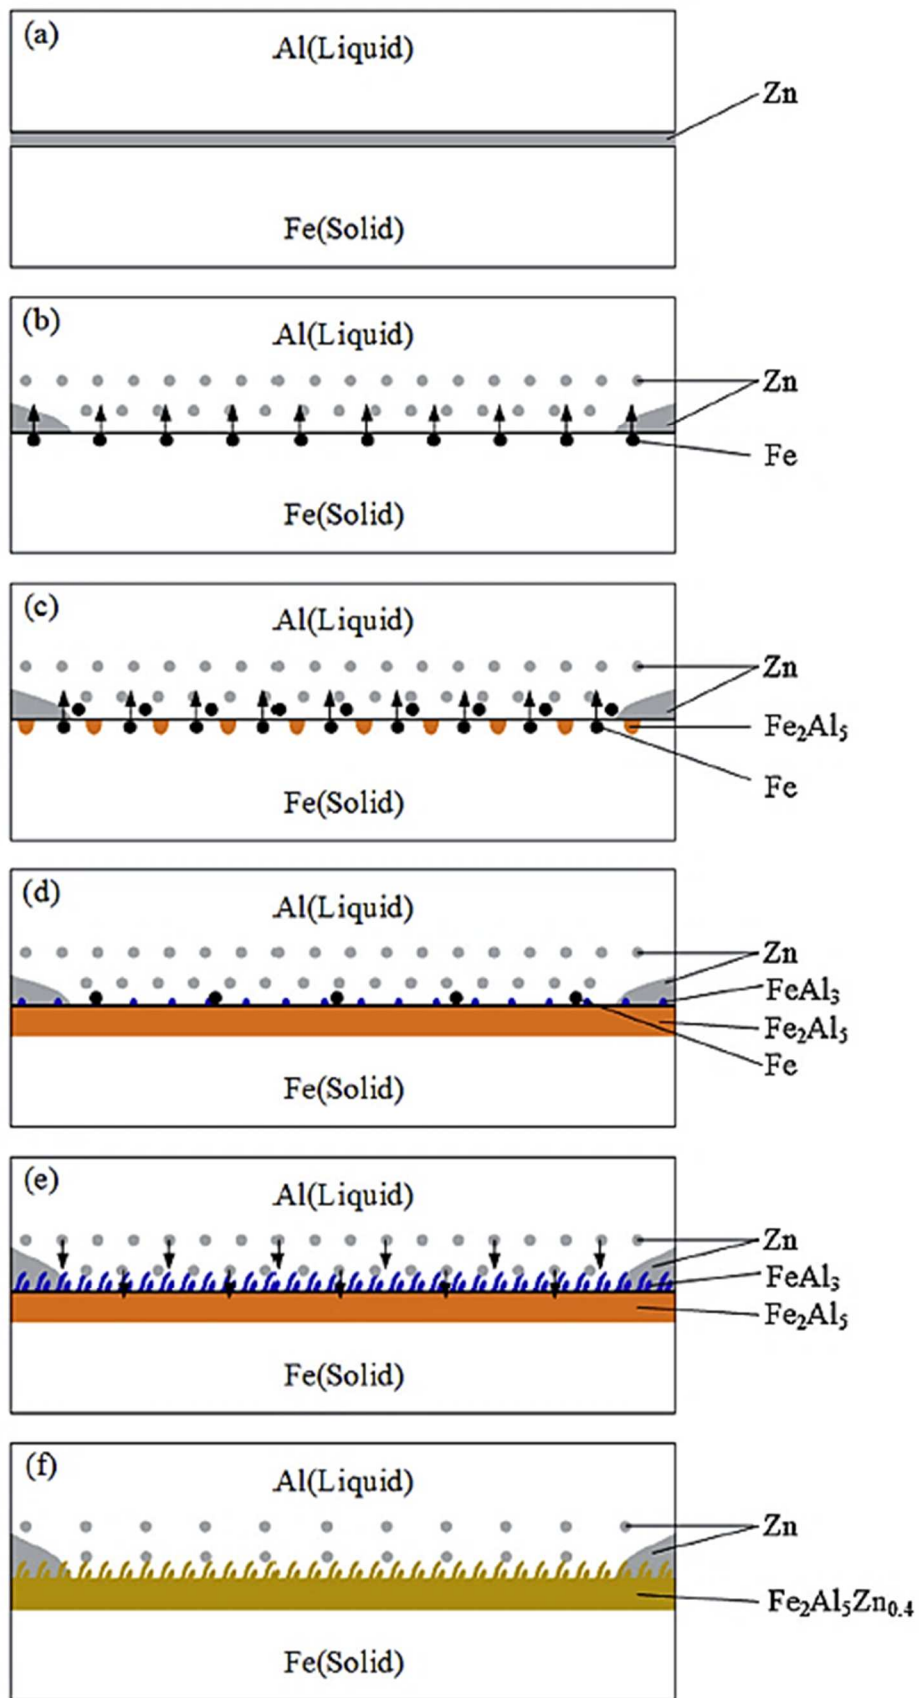 (a)
Al(Liquid)
Zn
Fe(Solid)
(b)
Al(Liquid)
Zn
Fe
Fe(Solid)
(c)
Al(Liquid)
Zn
Fe₂Al₅
Fe
Fe(Solid)
(d)
Al(Liquid)
Zn
FeAl₃
Fe₂Al₅
Fe
Fe(Solid)
(e)
Al(Liquid)
Zn
FeAl₃
Fe₂Al₅
Fe(Solid)
(f)
Al(Liquid)
Zn
Fe₂Al₅Zn₀.₄
Fe(Solid)